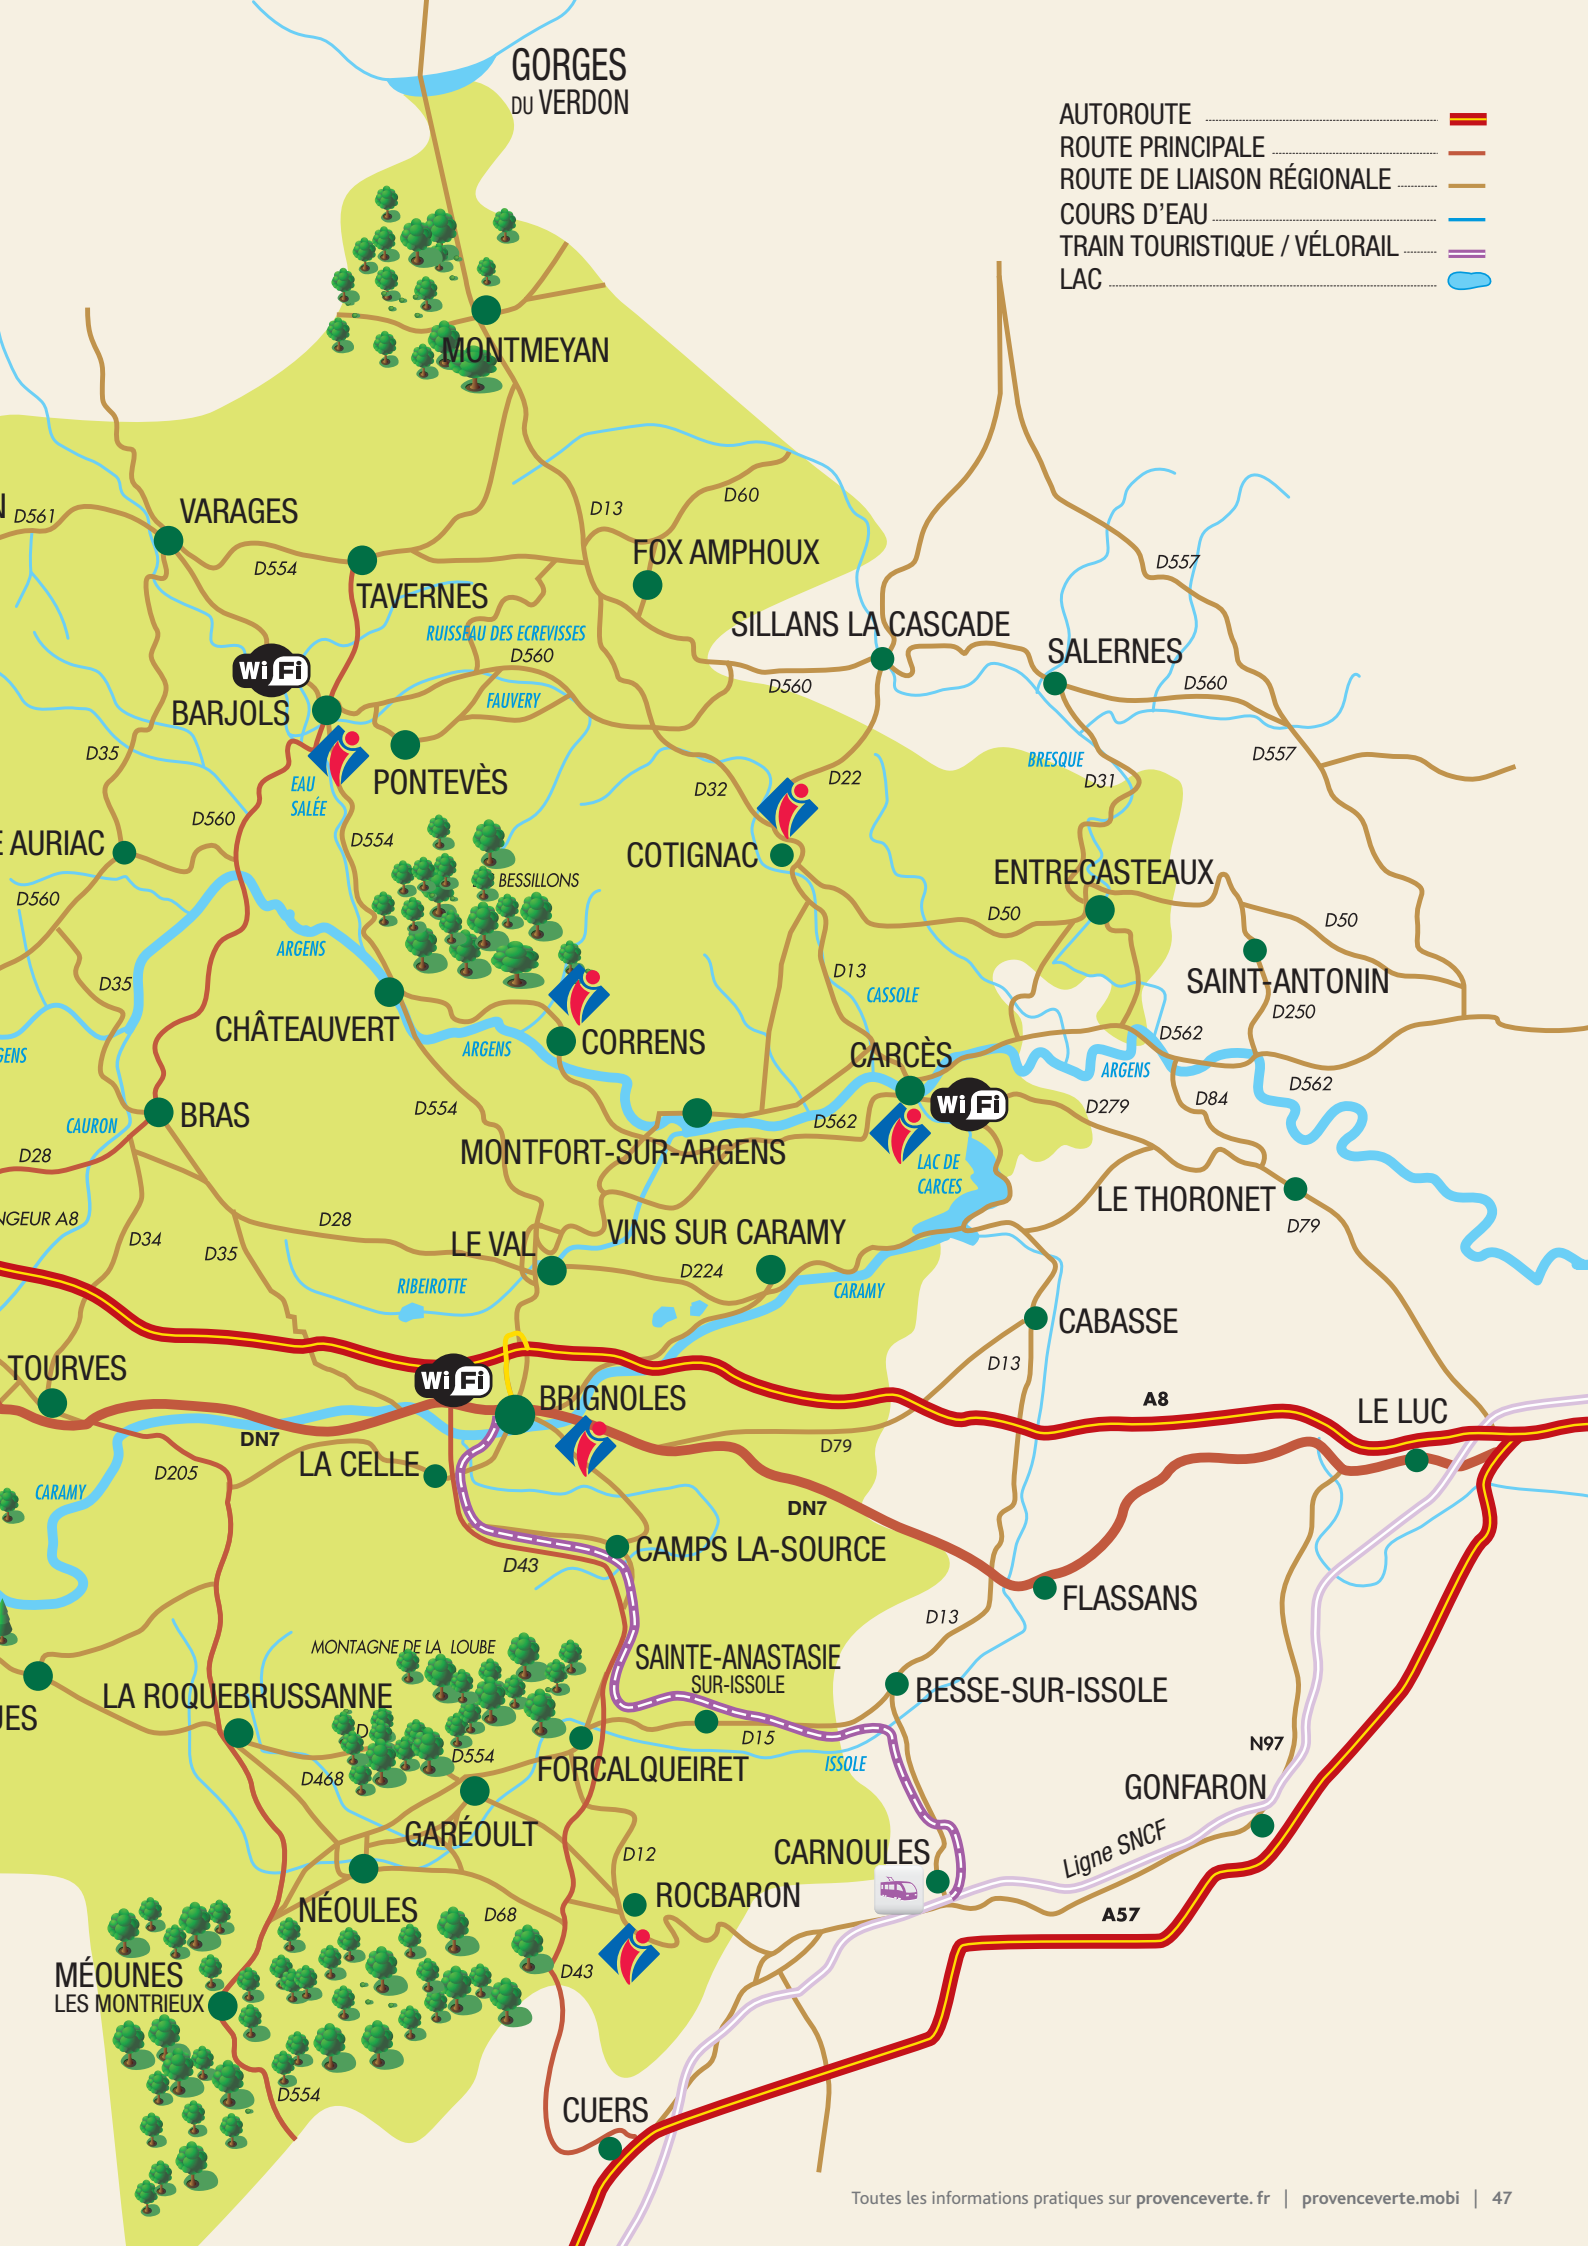 GORGES
DU VERDON
AUTOROUTE
ROUTE PRINCIPALE
ROUTE DE LIAISON RÉGIONALE
COURS D'EAU
TRAIN TOURISTIQUE / VÉLORAIL
LAC
MONTMEYAN
N
D561
VARAGES
D554
TAVERNES
D13
D60
FOX AMPHOUX
D557
RUISSEAU DES ECREVISSES
SILLANS LA CASCADE
SALERNES
D560
D560
D560
Wi Fi
BARJOLS
FAUVERY
D35
PONTEVÈS
EAU
SALÉE
BRESQUE
D557
D31
D32
D22
D560
D554
E AURIAC
COTIGNAC
ENTRECASTEAUX
BESSILLONS
D560
D50
D50
ARGENS
D35
D13
CASSOLE
SAINT-ANTONIN
D250
CHÂTEAUVERT
CORRENS
ARGENS
D562
GENS
CARCÈS
ARGENS
D562
Wi Fi
CAURON
BRAS
D554
D562
D279
D84
D28
MONTFORT-SUR-ARGENS
LAC DE
CARCES
LE THORONET
D79
NGEUR A8
D34
D35
D28
LE VAL
VINS SUR CARAMY
D224
RIBEIROTTE
CARAMY
CABASSE
D13
TOURVES
Wi Fi
BRIGNOLES
A8
LE LUC
DN7
D79
LA CELLE
D205
CARAMY
DN7
D43
CAMPS LA-SOURCE
FLASSANS
D13
MONTAGNE DE LA LOUBE
SAINTE-ANASTASIE
SUR-ISSOLE
BESSE-SUR-ISSOLE
LA ROQUEBRUSSANNE
UES
D
D554
D15
ISSOLE
N97
D468
FORCALQUEIRET
GONFARON
GARÉOULT
D12
CARNOULES
Ligne SNCF
ROCBARON
NÉOULES
D68
A57
MÉOUNES
LES MONTRIEUX
D43
D554
CUERS
Toutes les informations pratiques sur provenceverte.fr | provenceverte.mobi | 47